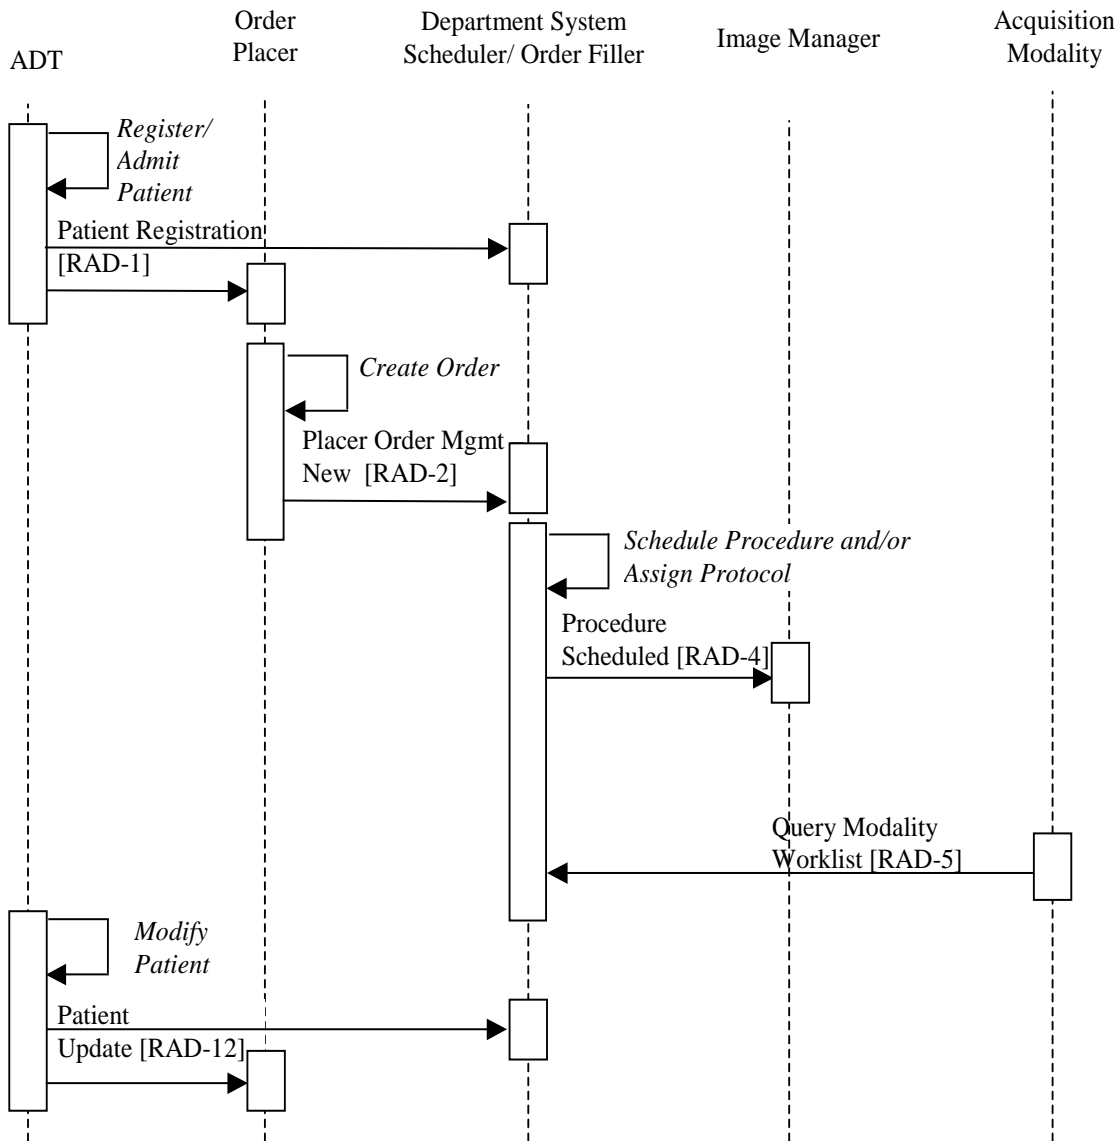 ADT
Order
Placer
Department System
Scheduler/ Order Filler
Image Manager
Acquisition
Modality
Register/
Admit
Patient
Patient Registration
[RAD-1]
Create Order
Placer Order Mgmt
New [RAD-2]
Schedule Procedure and/or
Assign Protocol
Procedure
Scheduled [RAD-4]
Query Modality
Worklist [RAD-5]
Modify
Patient
Patient
Update [RAD-12]